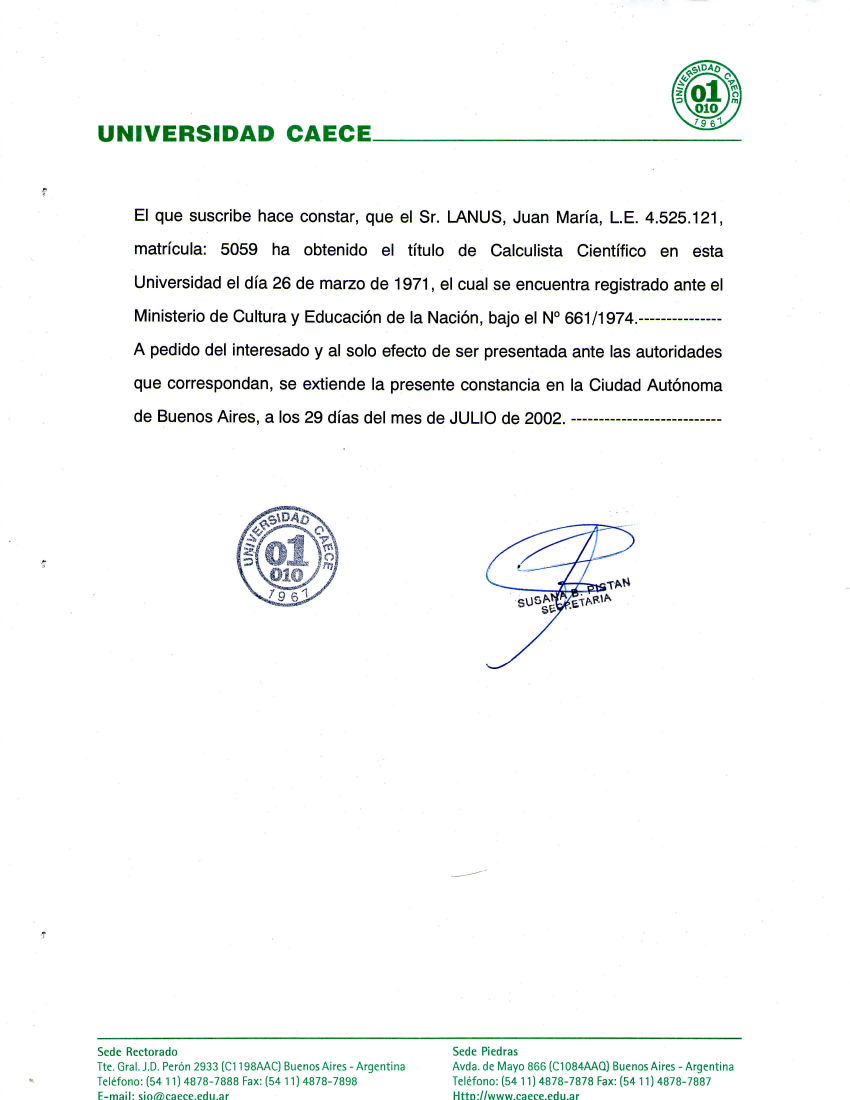 UNIVERSIDAD CAECE
01
010
1967
UNIVERSIDAD CAECE
El que suscribe hace constar, que el Sr. LANUS, Juan María, L.E. 4.525.121,
matrícula: 5059 ha obtenido el título de Calculista Científico en esta
Universidad el día 26 de marzo de 1971, el cual se encuentra registrado ante el
Ministerio de Cultura y Educación de la Nación, bajo el Nº 661/1974.---------------
A pedido del interesado y al solo efecto de ser presentada ante las autoridades
que correspondan, se extiende la presente constancia en la Ciudad Autónoma
de Buenos Aires, a los 29 días del mes de JULIO de 2002. ---------------------------
UNIVERSIDAD CAECE
01
010
1967
SUSANA B. PISTAN
SECRETARIA
Sede Rectorado
Tte. Gral. J.D. Perón 2933 (C1198AAC) Buenos Aires - Argentina
Teléfono: (54 11) 4878-7888 Fax: (54 11) 4878-7898
E-mail: sio@caece.edu.ar
Sede Piedras
Avda. de Mayo 866 (C1084AAQ) Buenos Aires - Argentina
Teléfono: (54 11) 4878-7878 Fax: (54 11) 4878-7887
Http://www.caece.edu.ar